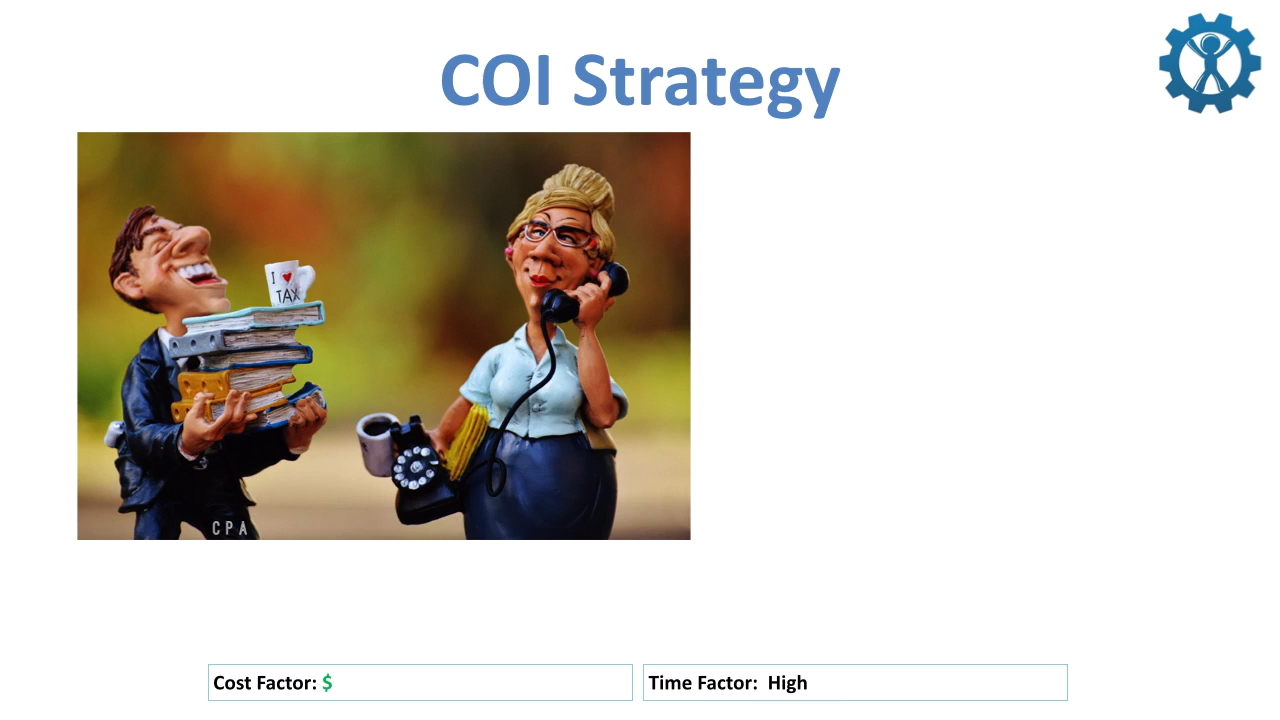 COI Strategy
I ♥
TAX
CPA
Cost Factor: $
Time Factor: High